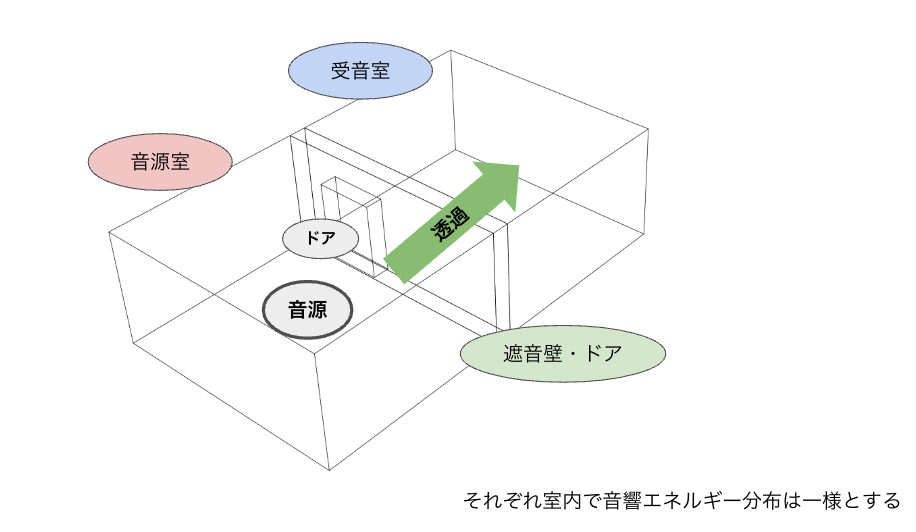 受音室
音源室
透過
ドア
音源
遮音壁・ドア
それぞれ室内で音響エネルギー分布は一様とする